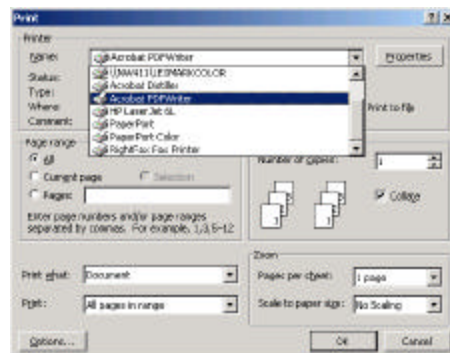 Print
Printer
Name: Acrobat PDFWriter Properties
\\NW411\LEXMARKCOLOR
Status: Acrobat Distiller
Type: Acrobat PDFWriter
Where: HP LaserJet 6L Print to file
Comment: PaperPort
PaperPort Color
RightFax Fax Printer
Page range
All Number of copies: 1
Current page Selection
Pages: Collate
Enter page numbers and/or page ranges
separated by commas. For example, 1,3,5-12
Zoom
Print what: Document Pages per sheet: 1 page
Print: All pages in range Scale to paper size: No Scaling
Options... OK Cancel